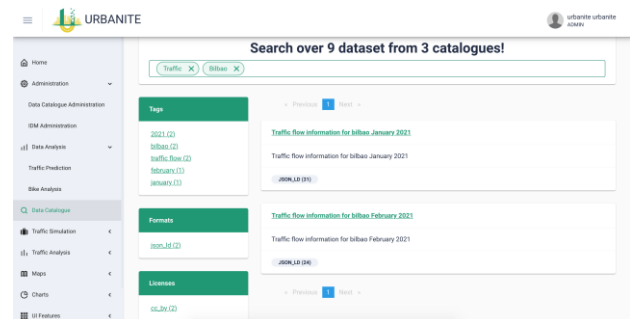 URBANITE
urbanite urbanite
ADMIN
Home
Administration
Data Catalogue Administration
IDM Administration
Data Analysis
Traffic Prediction
Bike Analysis
Data Catalogue
Traffic Simulation
Traffic Analysis
Maps
Charts
UI Features
Search over 9 dataset from 3 catalogues!
Traffic X
Bilbao X
Tags
2021 (2)
bilbao (2)
traffic flow (2)
february (1)
january (1)
Formats
json_ld (2)
Licenses
cc_by (2)
« Previous 1 Next »
Traffic flow information for bilbao January 2021
Traffic flow information for bilbao January 2021
JSON_LD (31)
Traffic flow information for bilbao February 2021
Traffic flow information for bilbao February 2021
JSON_LD (24)
« Previous 1 Next »